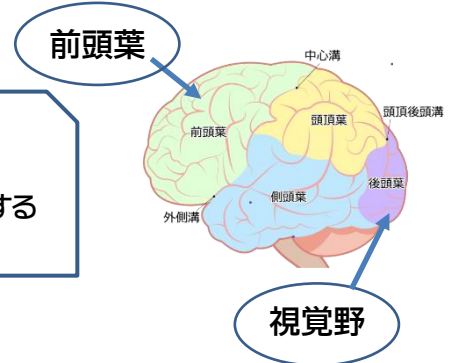 前頭葉
中心溝
頭頂後頭溝
頭頂葉
前頭葉
する
側頭葉
後頭葉
外側溝
視覚野